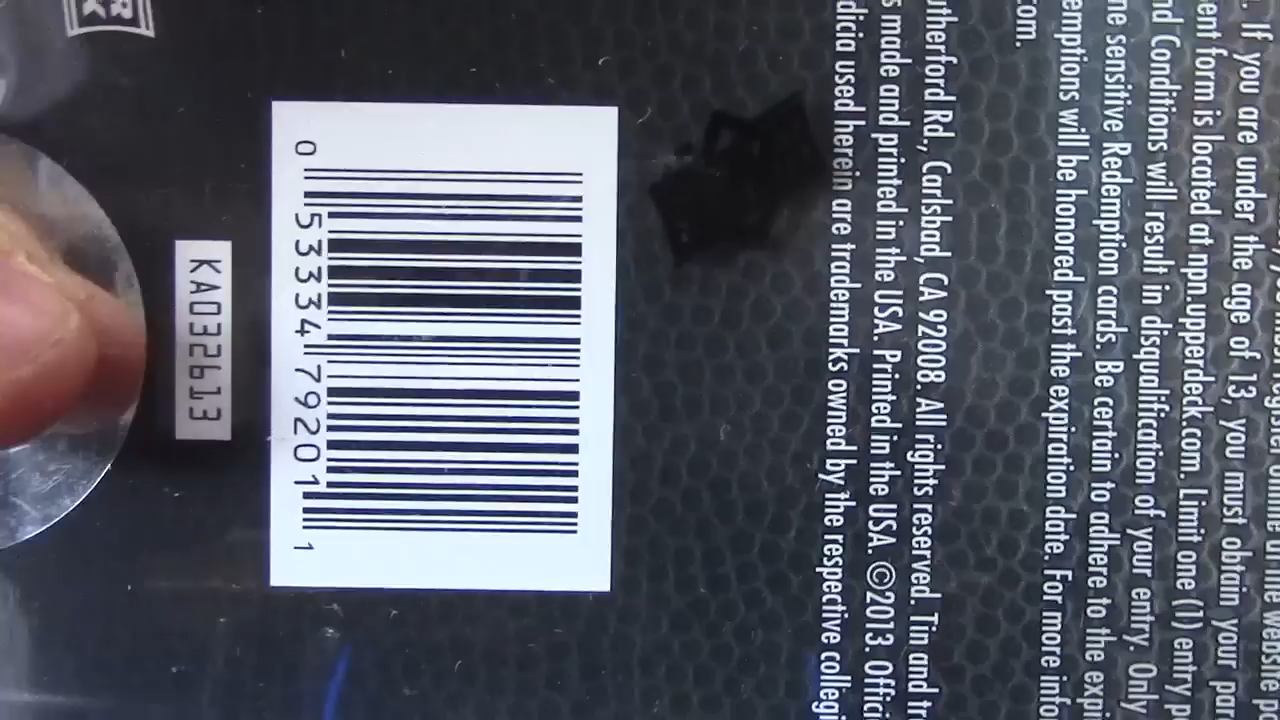 . If you are under the age of 13, you must obtain your par
ent form is located at npn.upperdeck.com. Limit one (1) entry p
nd Conditions will result in disqualification of your entry. Only
me sensitive Redemption cards. Be certain to adhere to the expi
emptions will be honored past the expiration date. For more info
com.
utherford Rd., Carlsbad, CA 92008. All rights reserved. Tin and tr
s made and printed in the USA. Printed in the USA. ©2013. Offici
dicia used herein are trademarks owned by the respective collegi
0 53334 79201 1
KA032613